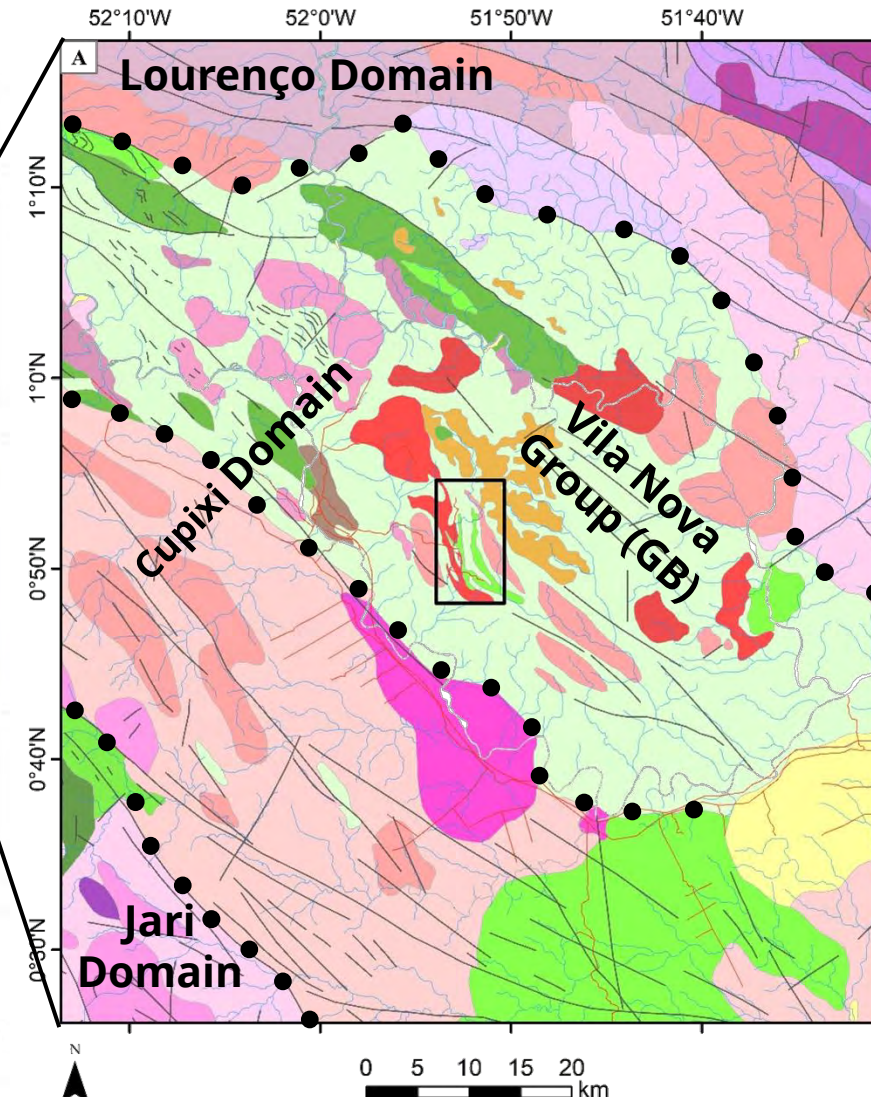 52°10'W 52°0'W 51°50'W 51°40'W
A
Lourenço Domain
1°10'N
1°0'N
Cupixi Domain
Vila Nova
Group (GB)
0°50'N
0°40'N
0°30'N
Jari
Domain
N
0 5 10 15 20
km